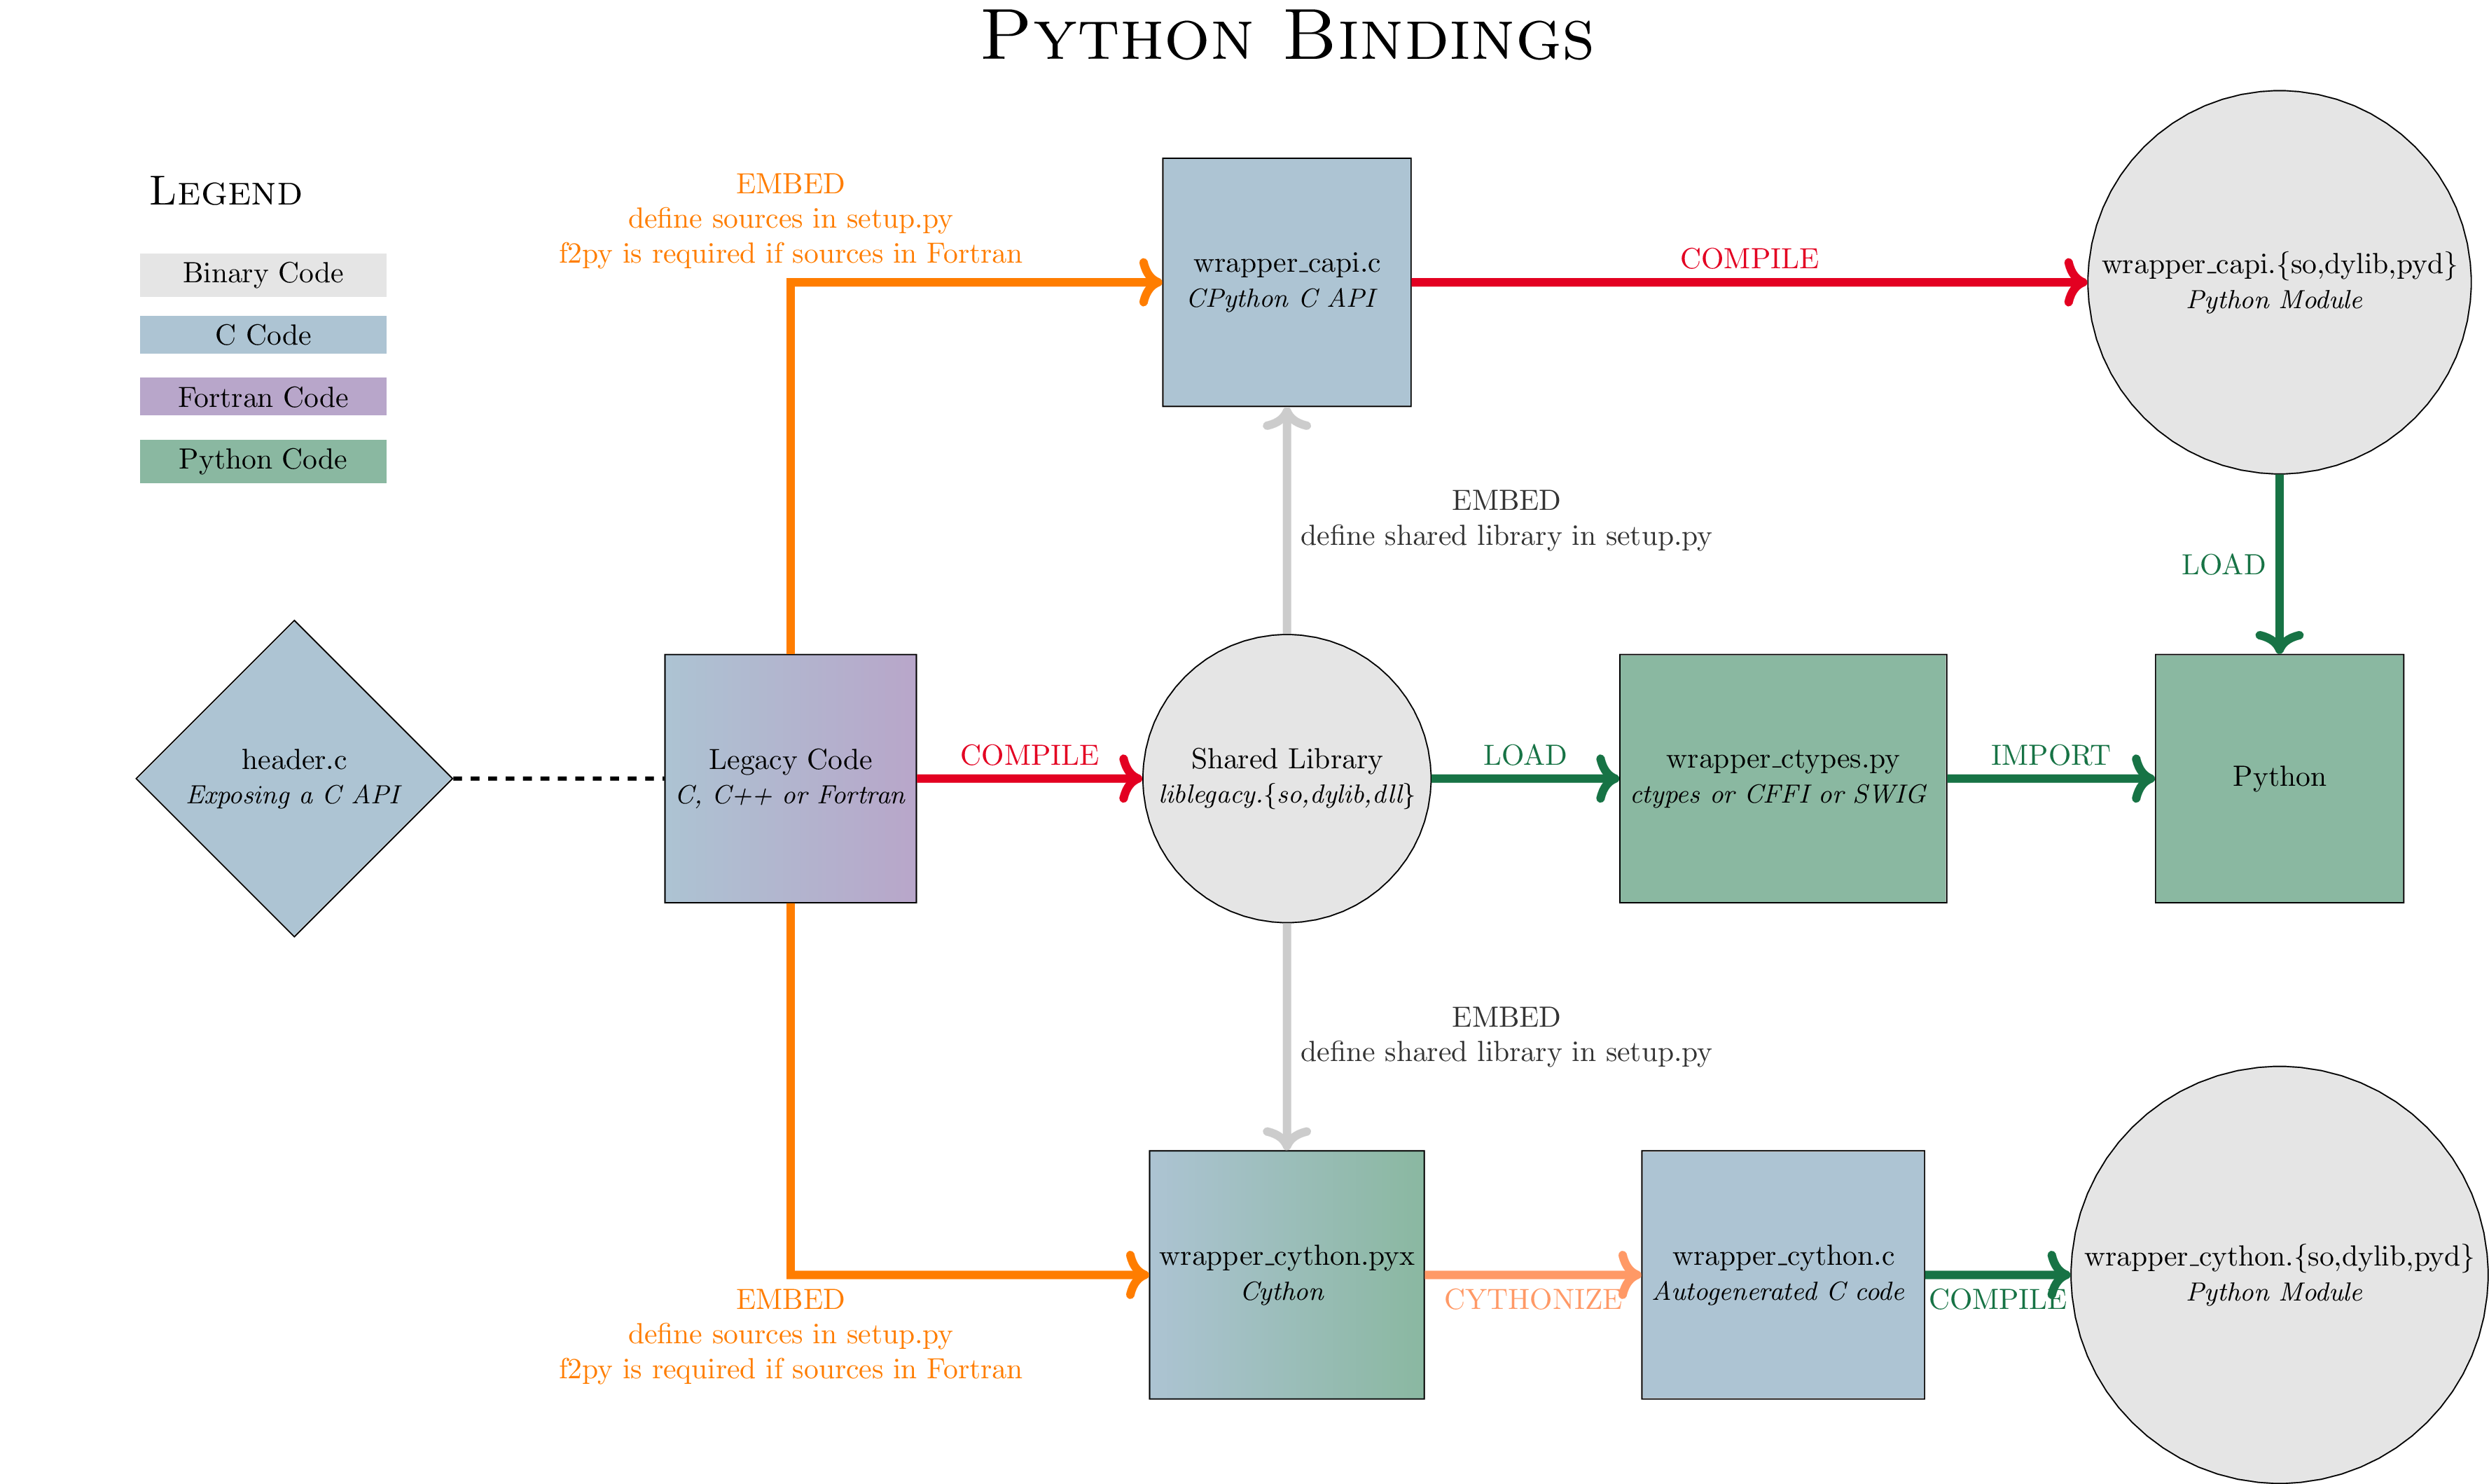 Python Bindings
Legend
Binary Code
C Code
Fortran Code
Python Code
EMBED
define sources in setup.py
f2py is required if sources in Fortran
wrapper_capi.c
CPython C API
COMPILE
wrapper_capi.{so,dylib,pyd}
Python Module
EMBED
define shared library in setup.py
LOAD
header.c
Exposing a C API
Legacy Code
C, C++ or Fortran
COMPILE
Shared Library
liblegacy.{so,dylib,dll}
LOAD
wrapper_ctypes.py
ctypes or CFFI or SWIG
IMPORT
Python
EMBED
define shared library in setup.py
EMBED
define sources in setup.py
f2py is required if sources in Fortran
wrapper_cython.pyx
Cython
CYTHONIZE
wrapper_cython.c
Autogenerated C code
COMPILE
wrapper_cython.{so,dylib,pyd}
Python Module